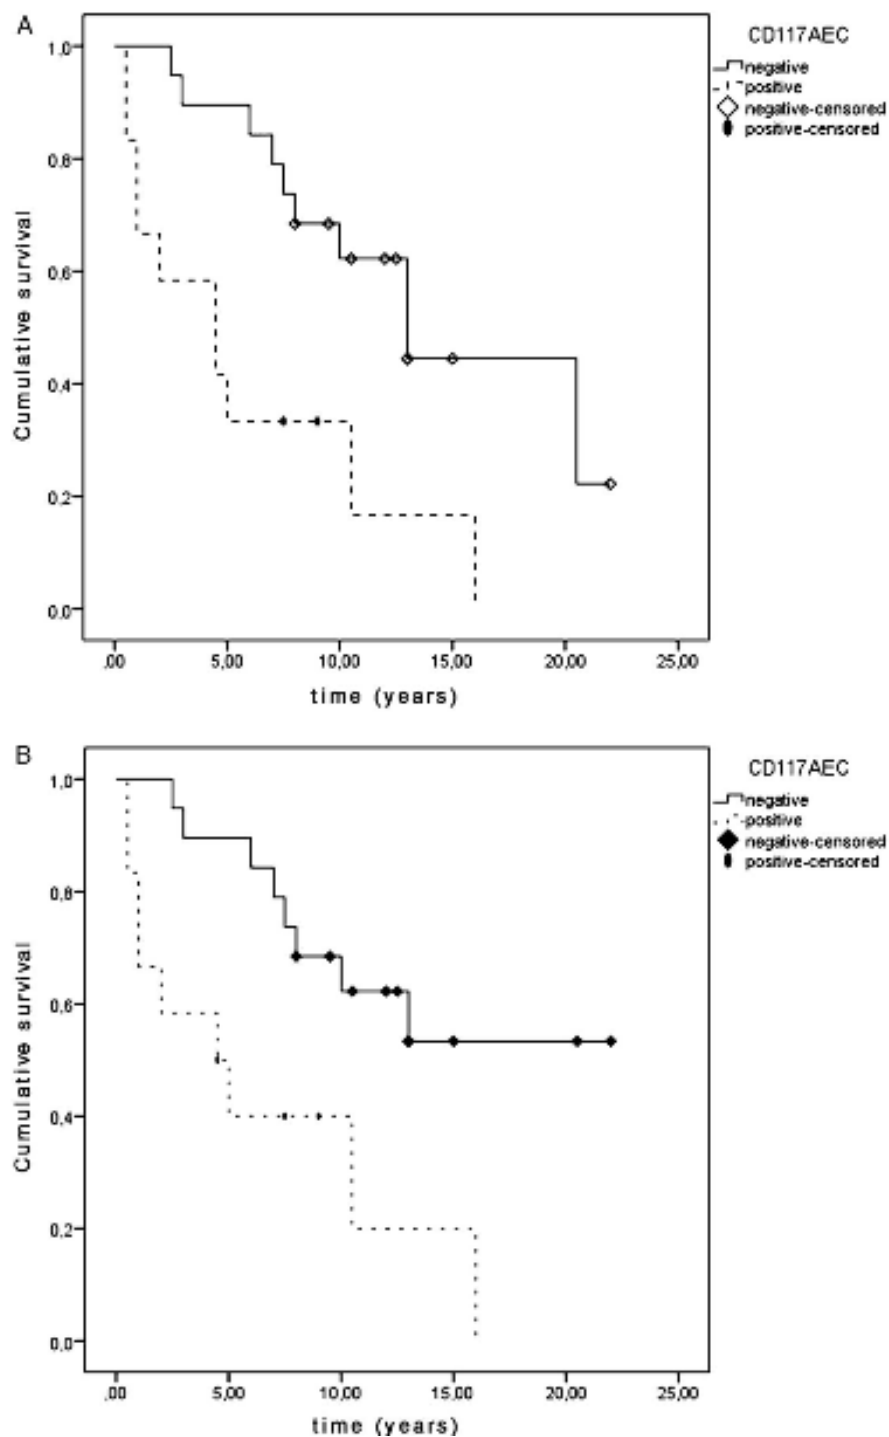 A
CD117AEC
negative
positive
negative-censored
positive-censored
1,0
0,8
0,6
0,4
0,2
0,0
Cumulative survival
,00 5,00 10,00 15,00 20,00 25,00
time (years)
B
CD117AEC
negative
positive
negative-censored
positive-censored
1,0
0,8
0,6
0,4
0,2
0,0
Cumulative survival
,00 5,00 10,00 15,00 20,00 25,00
time (years)